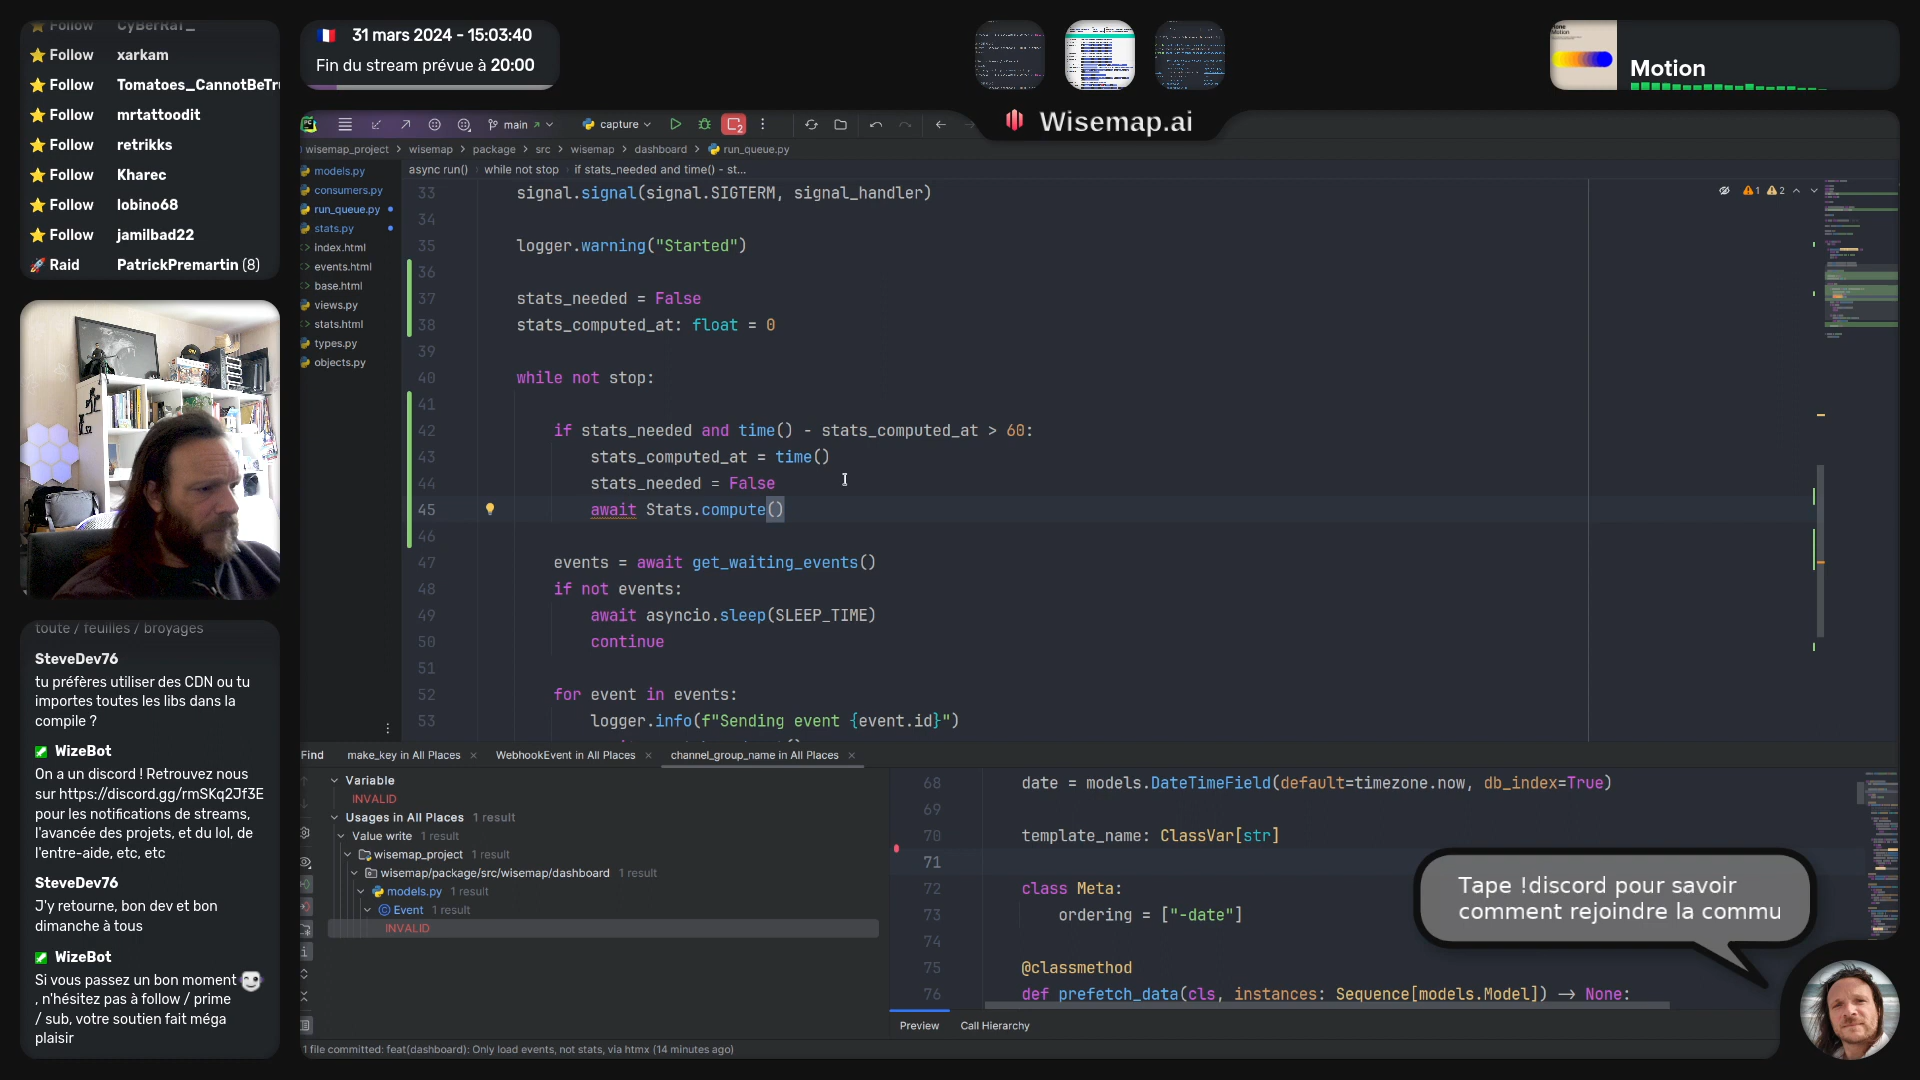 Follow CyBerRaT_
Follow xarkam
Follow Tomatoes_CannotBeTr
Follow mrtattoodit
Follow retrikks
Follow Kharec
Follow lobino68
Follow jamilbad22
Raid PatrickPremartin (8)
31 mars 2024 - 15:03:40
Fin du stream prévue à 20:00
Motion
Wisemap.ai
main
capture
wisemap_project > wisemap > package > src > wisemap > dashboard > run_queue.py
models.py
consumers.py
run_queue.py
stats.py
index.html
events.html
base.html
views.py
stats.html
types.py
objects.py
async run() > while not stop > if stats_needed and time() - st...
1 2
33 signal.signal(signal.SIGTERM, signal_handler)
34
35 logger.warning("Started")
36
37 stats_needed = False
38 stats_computed_at: float = 0
39
40 while not stop:
41
42 if stats_needed and time() - stats_computed_at > 60:
43 stats_computed_at = time()
44 stats_needed = False
45 await Stats.compute()
46
47 events = await get_waiting_events()
48 if not events:
49 await asyncio.sleep(SLEEP_TIME)
50 continue
51
52 for event in events:
53 logger.info(f"Sending event {event.id}")
toute / feuilles / broyages
SteveDev76
tu préfères utiliser des CDN ou tu
importes toutes les libs dans la
compile ?
WizeBot
On a un discord ! Retrouvez nous
sur https://discord.gg/rmSKq2Jf3E
pour les notifications de streams,
l'avancée des projets, et du lol, de
l'entre-aide, etc, etc
SteveDev76
J'y retourne, bon dev et bon
dimanche à tous
WizeBot
Si vous passez un bon moment
, n'hésitez pas à follow / prime
/ sub, votre soutien fait méga
plaisir
Find make_key in All Places WebhookEvent in All Places channel_group_name in All Places
Variable
INVALID
Usages in All Places 1 result
Value write 1 result
wisemap_project 1 result
wisemap/package/src/wisemap/dashboard 1 result
models.py 1 result
Event 1 result
INVALID
68 date = models.DateTimeField(default=timezone.now, db_index=True)
69
70 template_name: ClassVar[str]
71
72 class Meta:
73 ordering = ["-date"]
74
75 @classmethod
76 def prefetch_data(cls, instances: Sequence[models.Model]) → None:
Preview Call Hierarchy
Tape !discord pour savoir
comment rejoindre la commu
1 file committed: feat(dashboard): Only load events, not stats, via htmx (14 minutes ago)